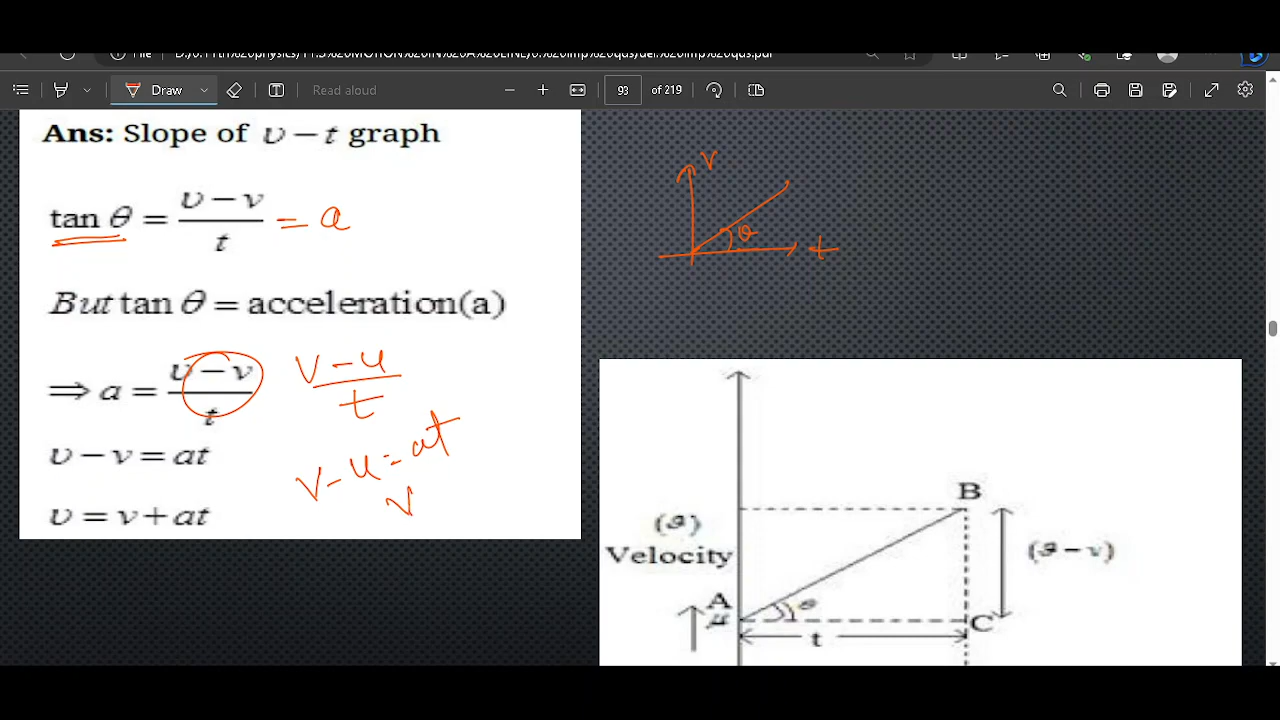 Draw
Read aloud
93 of 219
Ans: Slope of υ − t graph
tan θ = υ − ν / t = a
But tan θ = acceleration(a)
⇒ a = υ − ν / t
v − u / t
υ − ν = at
v − u = at
υ = ν + at
v
v
θ
t
B
(ϑ)
Velocity
(ϑ − v)
A
θ
μ
C
t